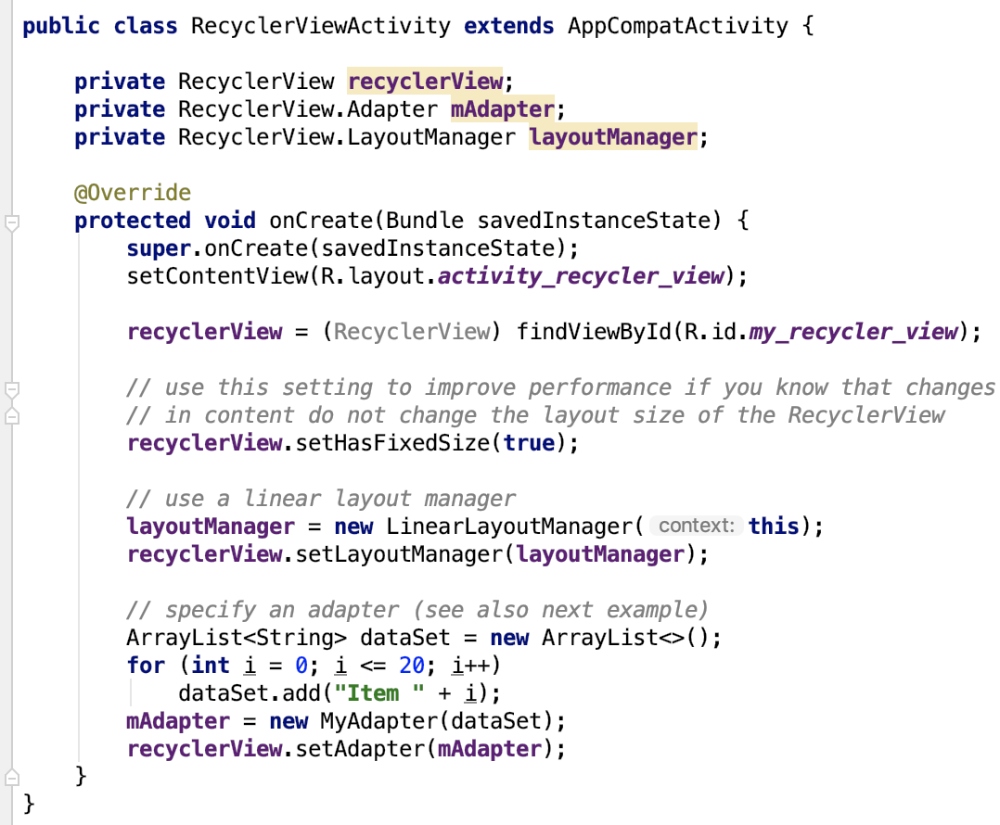 public class RecyclerViewActivity extends AppCompatActivity {
private RecyclerView recyclerView;
private RecyclerView.Adapter mAdapter;
private RecyclerView.LayoutManager layoutManager;
@Override
protected void onCreate(Bundle savedInstanceState) {
super.onCreate(savedInstanceState);
setContentView(R.layout.activity_recycler_view);
recyclerView = (RecyclerView) findViewById(R.id.my_recycler_view);
// use this setting to improve performance if you know that changes
// in content do not change the layout size of the RecyclerView
recyclerView.setHasFixedSize(true);
// use a linear layout manager
layoutManager = new LinearLayoutManager( context: this);
recyclerView.setLayoutManager(layoutManager);
// specify an adapter (see also next example)
ArrayList<String> dataSet = new ArrayList<>();
for (int i = 0; i <= 20; i++)
dataSet.add("Item " + i);
mAdapter = new MyAdapter(dataSet);
recyclerView.setAdapter(mAdapter);
}
}